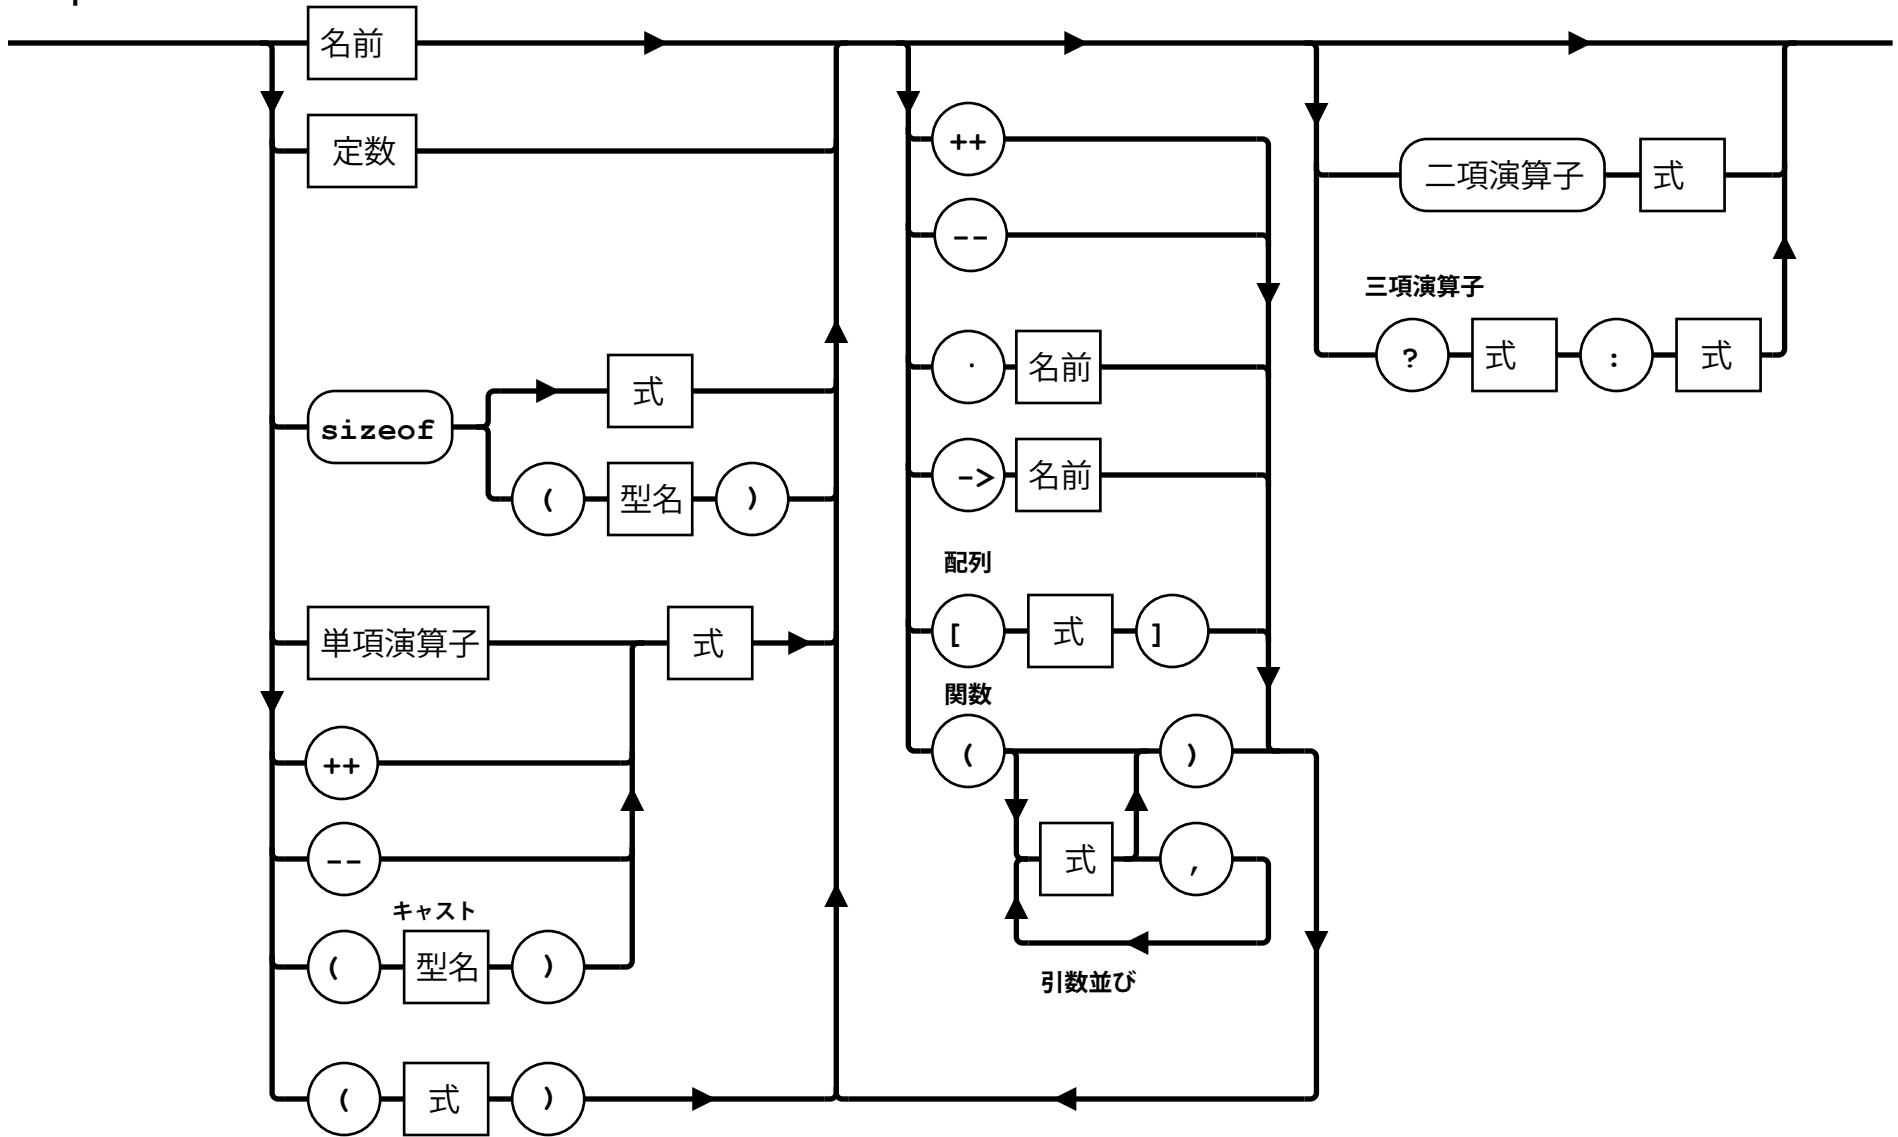 名前
定数
sizeof
式
( 型名 )
単項演算子 式
++
--
キャスト
( 型名 )
( 式 )
++
--
. 名前
-> 名前
配列
[ 式 ]
関数
( )
式 ,
引数並び
二項演算子 式
三項演算子
? 式 : 式